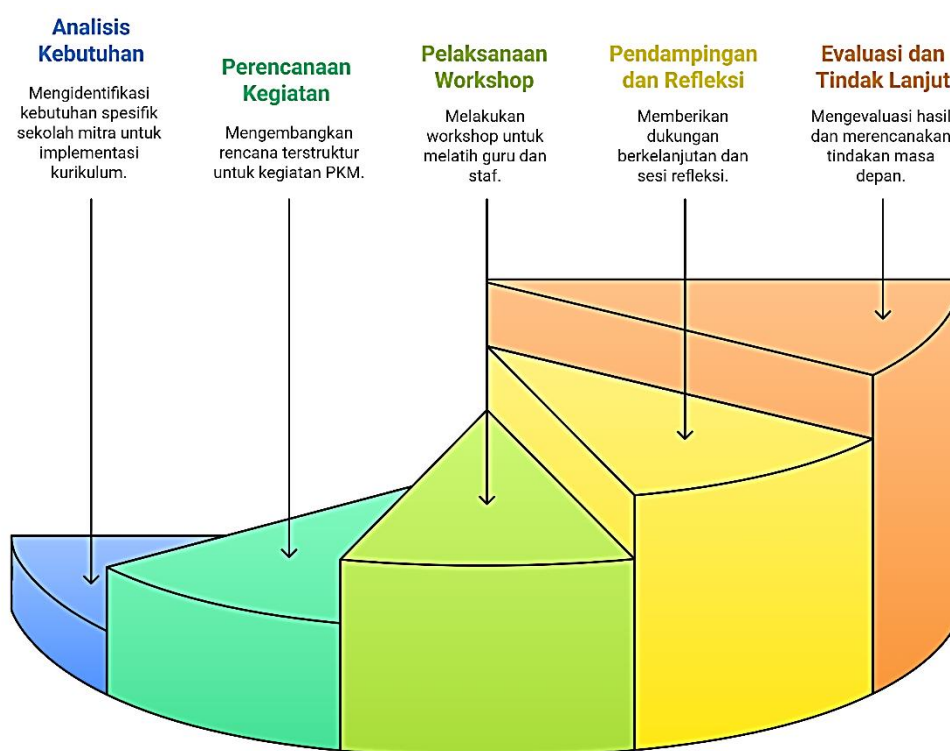 Analisis
Kebutuhan
Mengidentifikasi
kebutuhan spesifik
sekolah mitra untuk
implementasi
kurikulum.
Perencanaan
Kegiatan
Mengembangkan
rencana terstruktur
untuk kegiatan PKM.
Pelaksanaan
Workshop
Melakukan
workshop untuk
melatih guru dan
staf.
Pendampingan
dan Refleksi
Memberikan
dukungan
berkelanjutan dan
sesi refleksi.
Evaluasi dan
Tindak Lanjut
Mengevaluasi hasil
dan merencanakan
tindakan masa
depan.